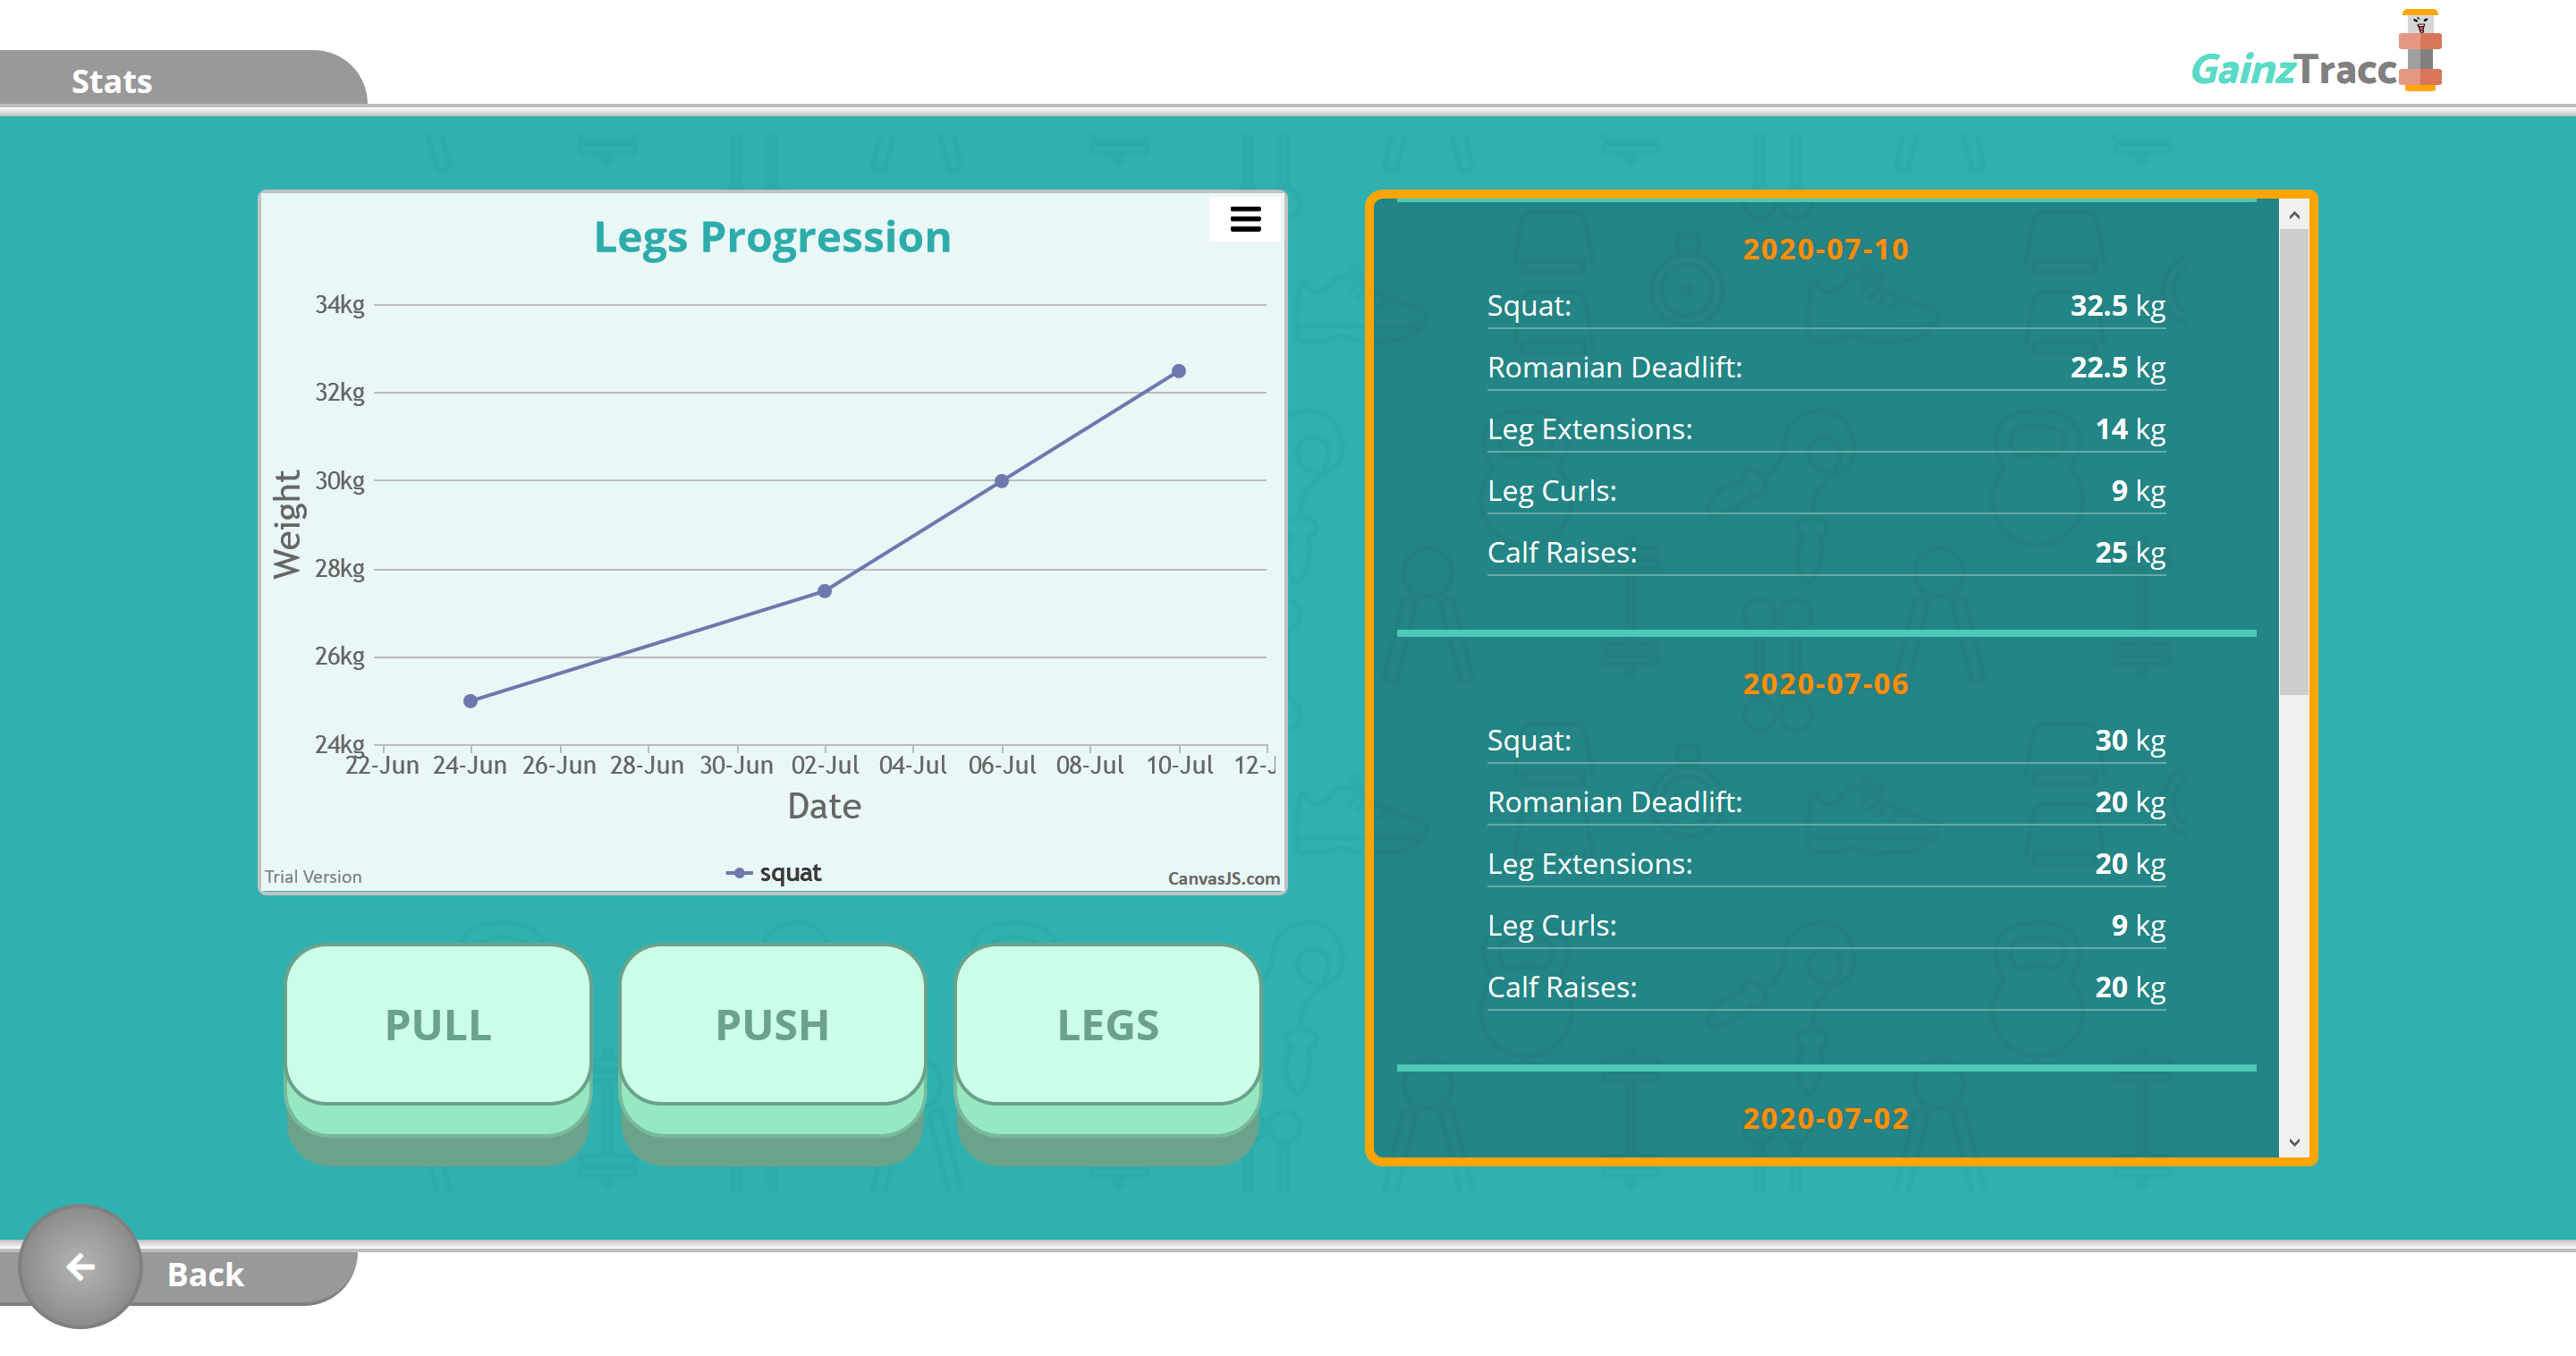 Stats
GainzTracc
Legs Progression
34kg
32kg
30kg
28kg
26kg
24kg
Weight
22-Jun 24-Jun 26-Jun 28-Jun 30-Jun 02-Jul 04-Jul 06-Jul 08-Jul 10-Jul 12-J
Date
squat
Trial Version
CanvasJS.com
PULL
PUSH
LEGS
2020-07-10
Squat: 32.5 kg
Romanian Deadlift: 22.5 kg
Leg Extensions: 14 kg
Leg Curls: 9 kg
Calf Raises: 25 kg
2020-07-06
Squat: 30 kg
Romanian Deadlift: 20 kg
Leg Extensions: 20 kg
Leg Curls: 9 kg
Calf Raises: 20 kg
2020-07-02
Back